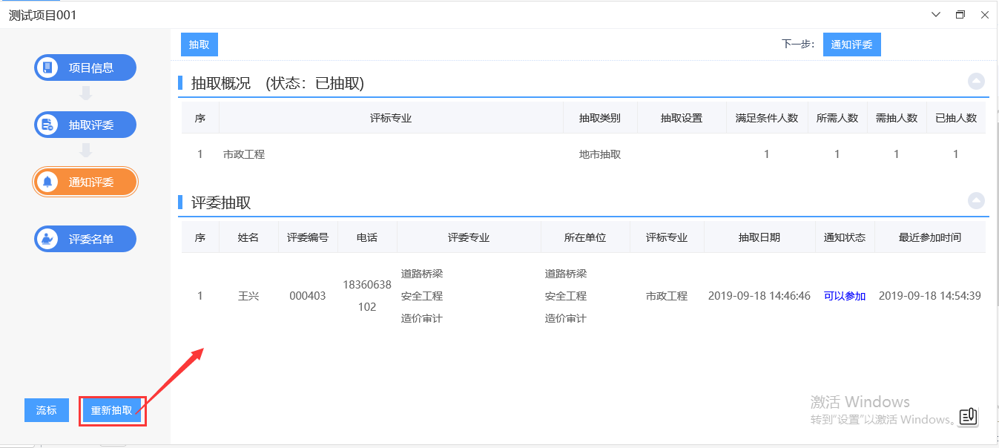 测试项目001
项目信息
抽取评委
通知评委
评委名单
流标
重新抽取
抽取
下一步：
通知评委
抽取概况 (状态：已抽取)
序 评标专业 抽取类别 抽取设置 满足条件人数 所需人数 需抽人数 已抽人数
1 市政工程 地市抽取 1 1 1 1
评委抽取
序 姓名 评委编号 电话 评委专业 所在单位 评标专业 抽取日期 通知状态 最近参加时间
道路桥梁 道路桥梁
18360638
1 王兴 000403 安全工程 安全工程 市政工程 2019-09-18 14:46:46 可以参加 2019-09-18 14:54:39
102
造价审计 造价审计
激活 Windows
转到“设置”以激活 Windows。